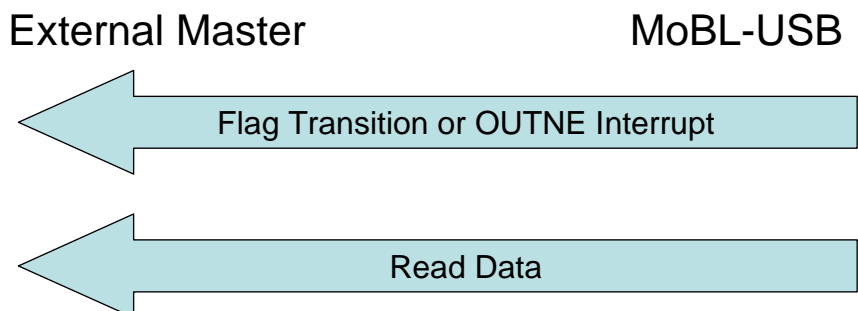 External Master MoBL-USB
Flag Transition or OUTNE Interrupt
Read Data